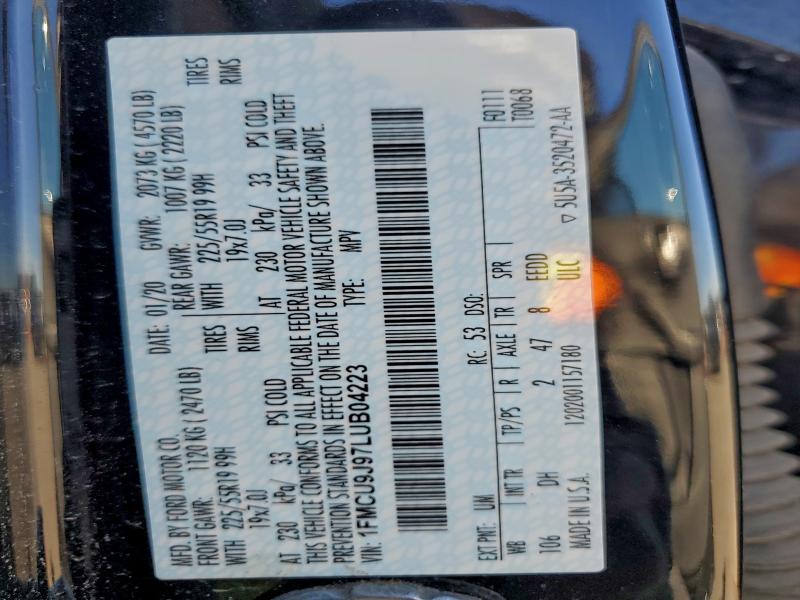 MFD. BY FORD MOTOR CO.
DATE: 01/20 GVWR: 2073 KG ( 4570 LB)
FRONT GAWR: 1120 KG ( 2470 LB) REAR GAWR: 1007 KG ( 2220 LB)
WITH 225/55R19 99H TIRES WITH 225/55R19 99H TIRES
19x7.0J RIMS 19x7.0J RIMS
AT 230 kPa/ 33 PSI COLD AT 230 kPa/ 33 PSI COLD
THIS VEHICLE CONFORMS TO ALL APPLICABLE FEDERAL MOTOR VEHICLE SAFETY AND THEFT
PREVENTION STANDARDS IN EFFECT ON THE DATE OF MANUFACTURE SHOWN ABOVE.
VIN: 1FMCU9J97LUB04223 TYPE: MPV
F0111
EXT PNT: UM RC: 53 DSO: T0068
WB INT TR TP/PS R AXLE TR SPR
106 DH 2 47 8 EEDD
1202001157180 ULC
MADE IN U.S.A. ▽ 5U5A-3520472-AA